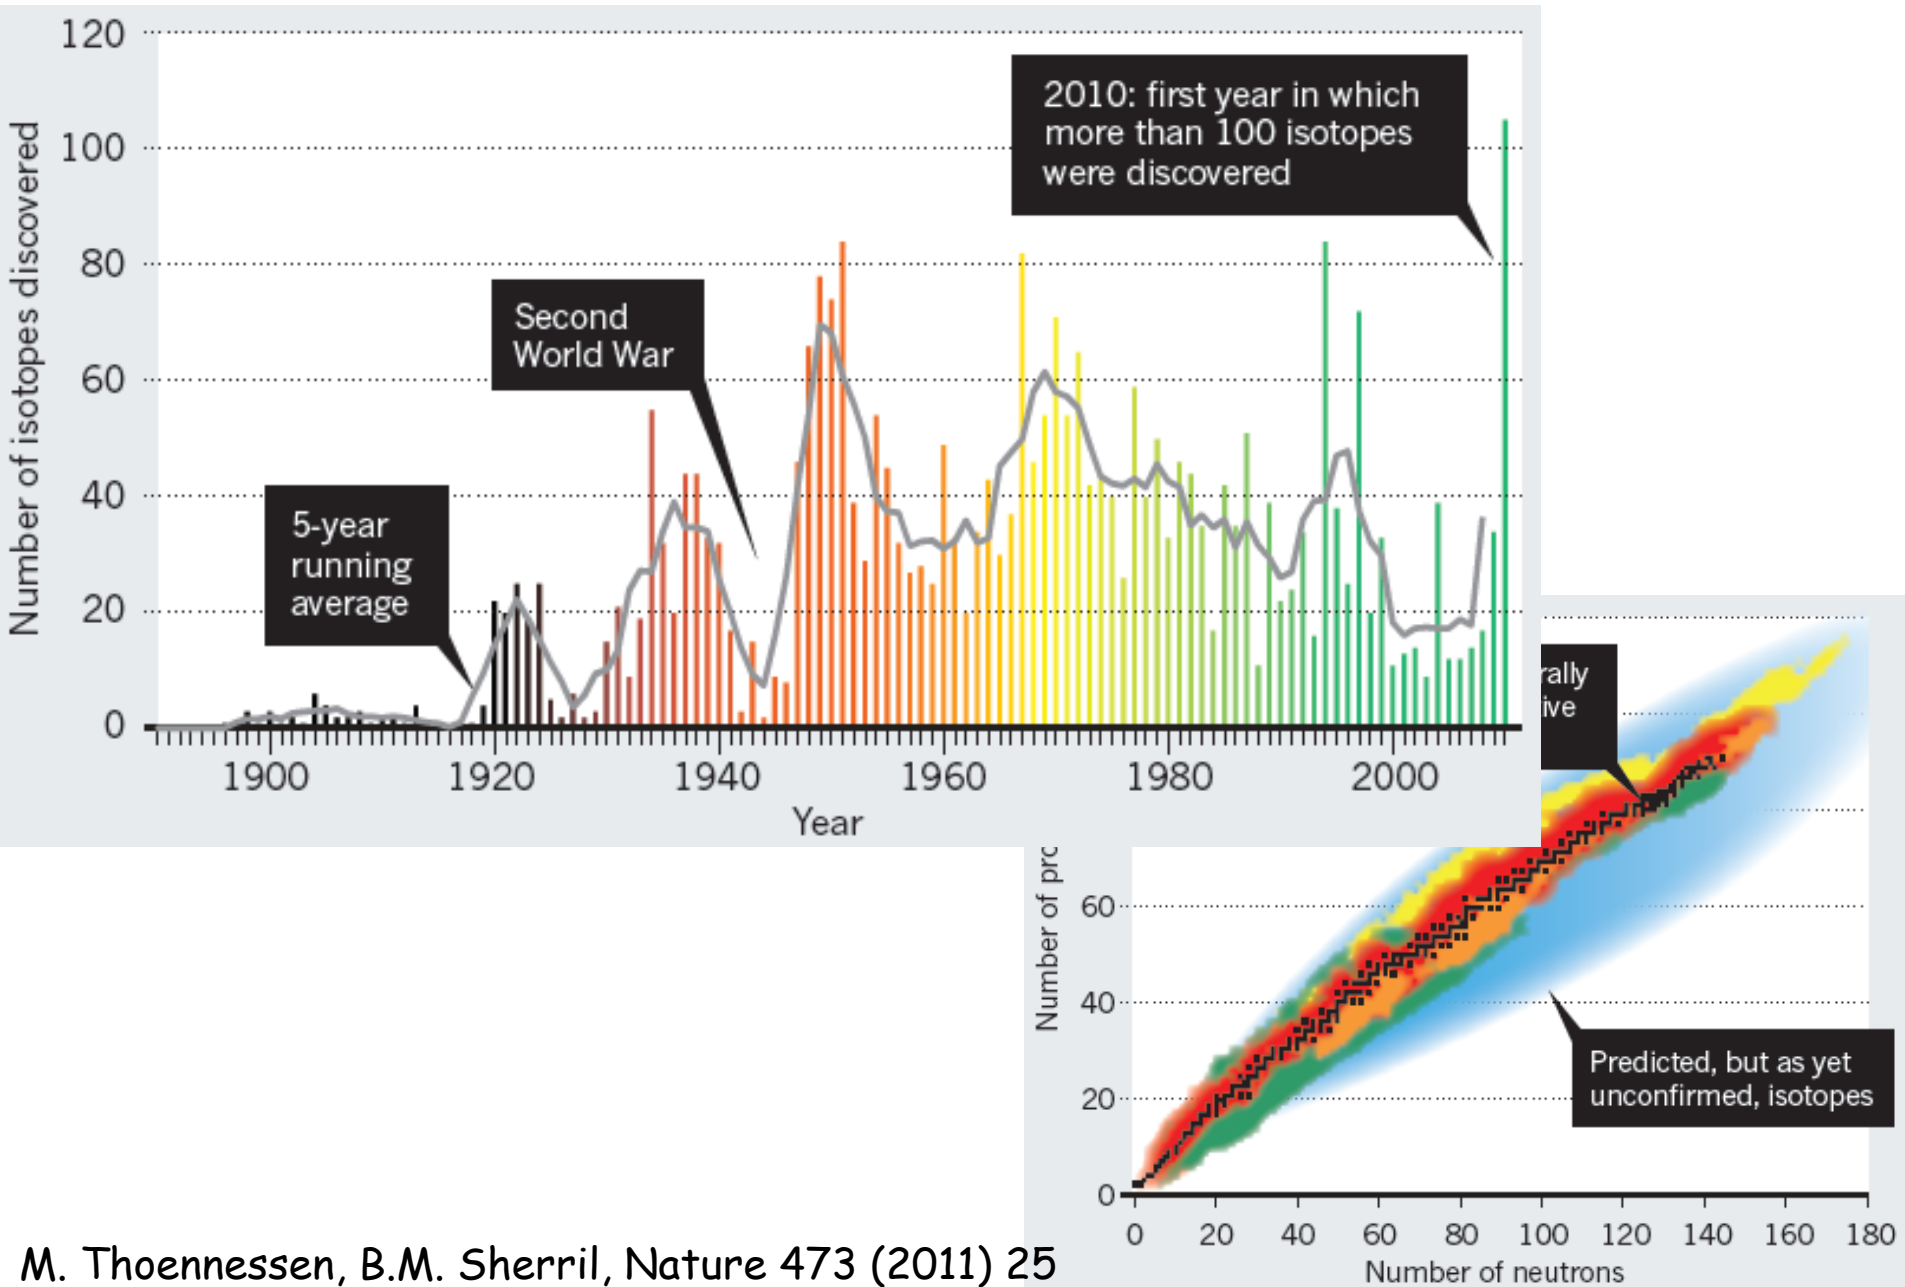 120
100
80
60
40
20
0
Number of isotopes discovered
5-year
running
average
Second
World War
2010: first year in which
more than 100 isotopes
were discovered
1900 1920 1940 1960 1980 2000
Year
60
40
20
0
Number of
Predicted, but as yet
unconfirmed, isotopes
0 20 40 60 80 100 120 140 160 180
Number of neutrons
M. Thoennessen, B.M. Sherril, Nature 473 (2011) 25